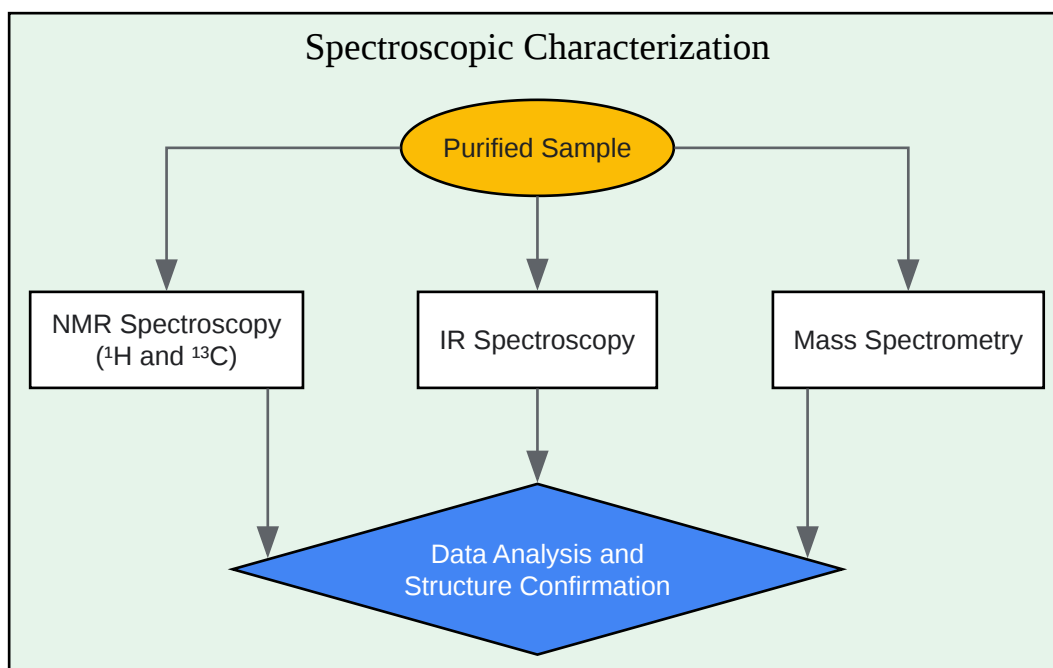 Spectroscopic Characterization
Purified Sample
NMR Spectroscopy
(¹H and ¹³C)
IR Spectroscopy
Mass Spectrometry
Data Analysis and
Structure Confirmation